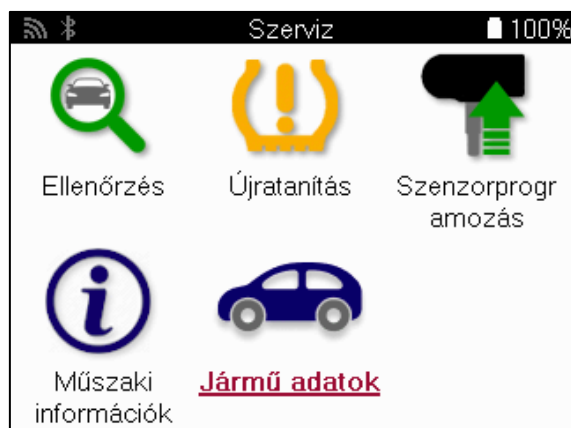 Szerviz 100%
Ellenőrzés Újratanítás Szenzorprogr
amozás
Műszaki Jármű adatok
információk